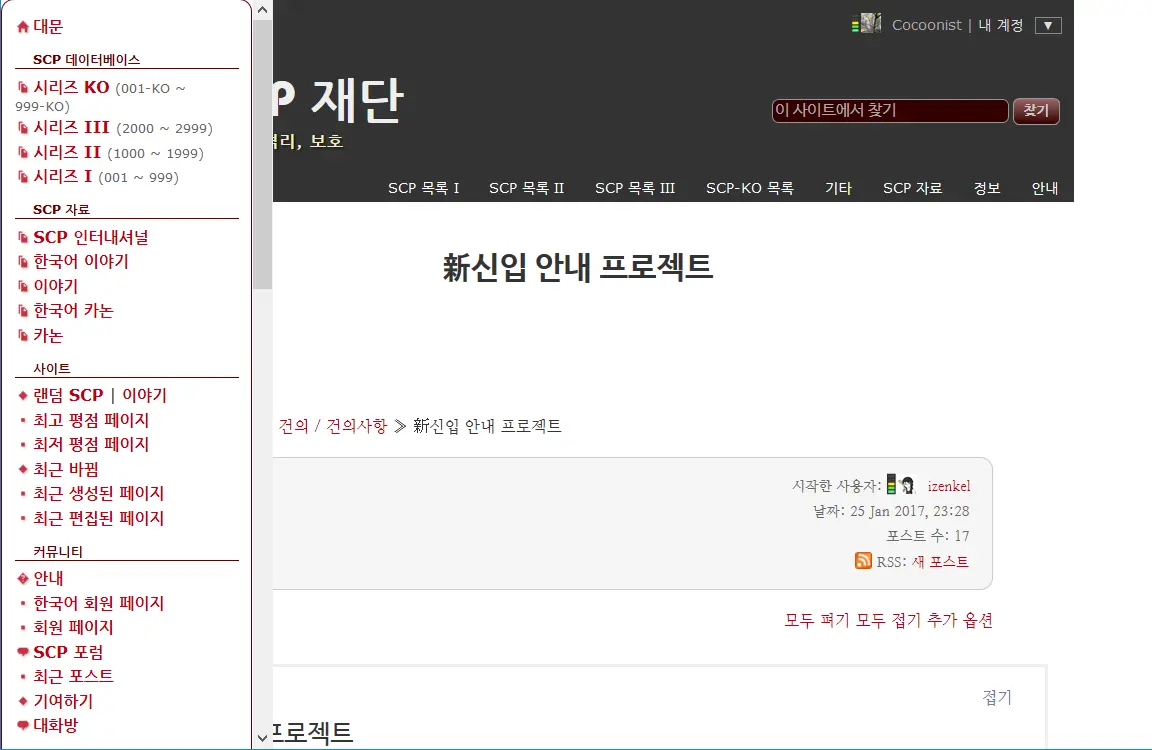 대문
SCP 데이터베이스
시리즈 KO (001-KO ~
999-KO)
시리즈 III (2000 ~ 2999)
시리즈 II (1000 ~ 1999)
시리즈 I (001 ~ 999)
SCP 자료
SCP 인터내셔널
한국어 이야기
이야기
한국어 카논
카논
사이트
랜덤 SCP | 이야기
최고 평점 페이지
최저 평점 페이지
최근 바뀜
최근 생성된 페이지
최근 편집된 페이지
커뮤니티
안내
한국어 회원 페이지
회원 페이지
SCP 포럼
최근 포스트
기여하기
대화방
Cocoonist | 내 계정 ▼
P 재단
리, 보호
이 사이트에서 찾기 찾기
SCP 목록 I SCP 목록 II SCP 목록 III SCP-KO 목록 기타 SCP 자료 정보 안내
新신입 안내 프로젝트
건의 / 건의사항 ≫ 新신입 안내 프로젝트
시작한 사용자: izenkel
날짜: 25 Jan 2017, 23:28
포스트 수: 17
RSS: 새 포스트
모두 펴기 모두 접기 추가 옵션
접기
프로젝트